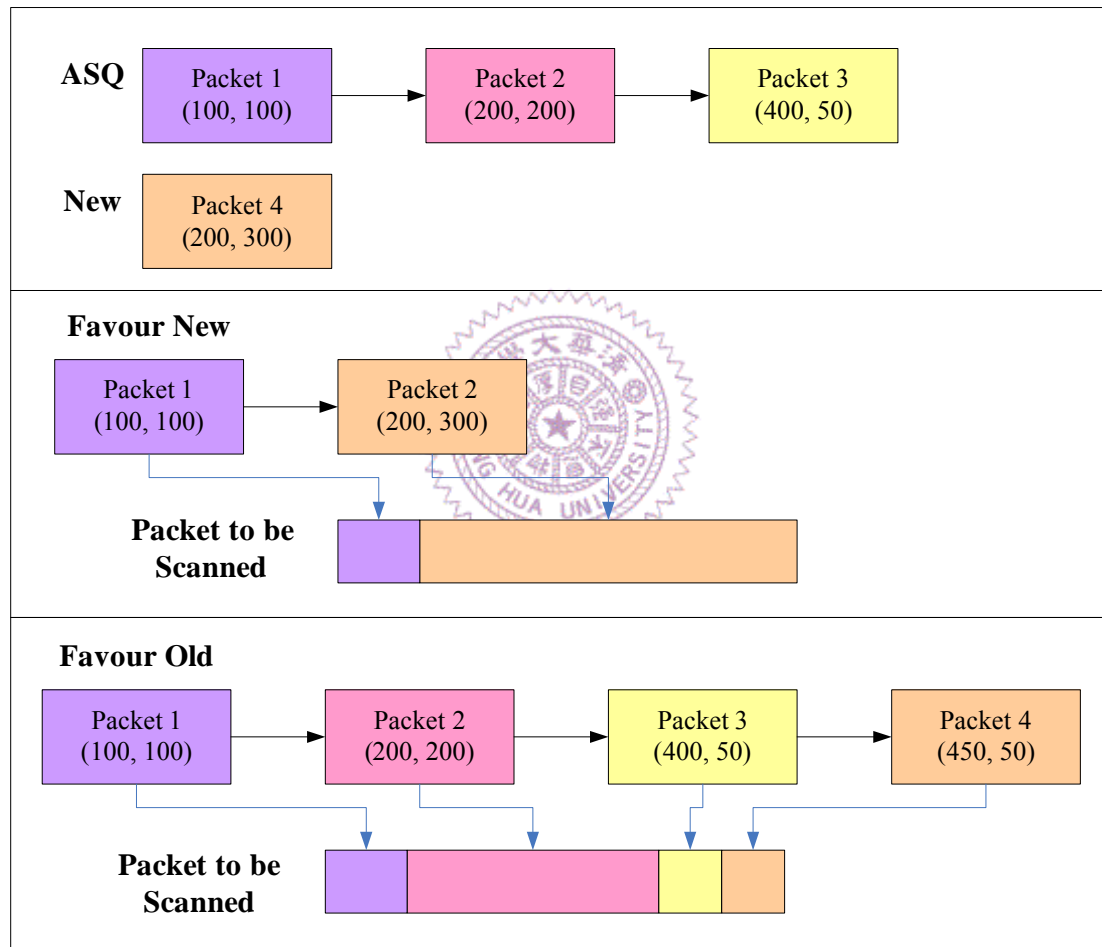 ASQ
Packet 1
(100, 100)
Packet 2
(200, 200)
Packet 3
(400, 50)
New
Packet 4
(200, 300)
Favour New
Packet 1
(100, 100)
Packet 2
(200, 300)
Packet to be
Scanned
HUA UNIVERSITY
Favour Old
Packet 1
(100, 100)
Packet 2
(200, 200)
Packet 3
(400, 50)
Packet 4
(450, 50)
Packet to be
Scanned